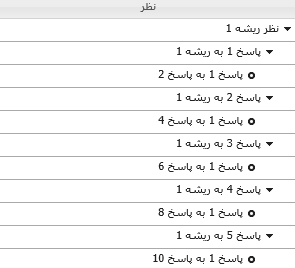 نظر
نظر ریشه 1
پاسخ 1 به ریشه 1
پاسخ 1 به پاسخ 2
پاسخ 2 به ریشه 1
پاسخ 1 به پاسخ 4
پاسخ 3 به ریشه 1
پاسخ 1 به پاسخ 6
پاسخ 4 به ریشه 1
پاسخ 1 به پاسخ 8
پاسخ 5 به ریشه 1
پاسخ 1 به پاسخ 10